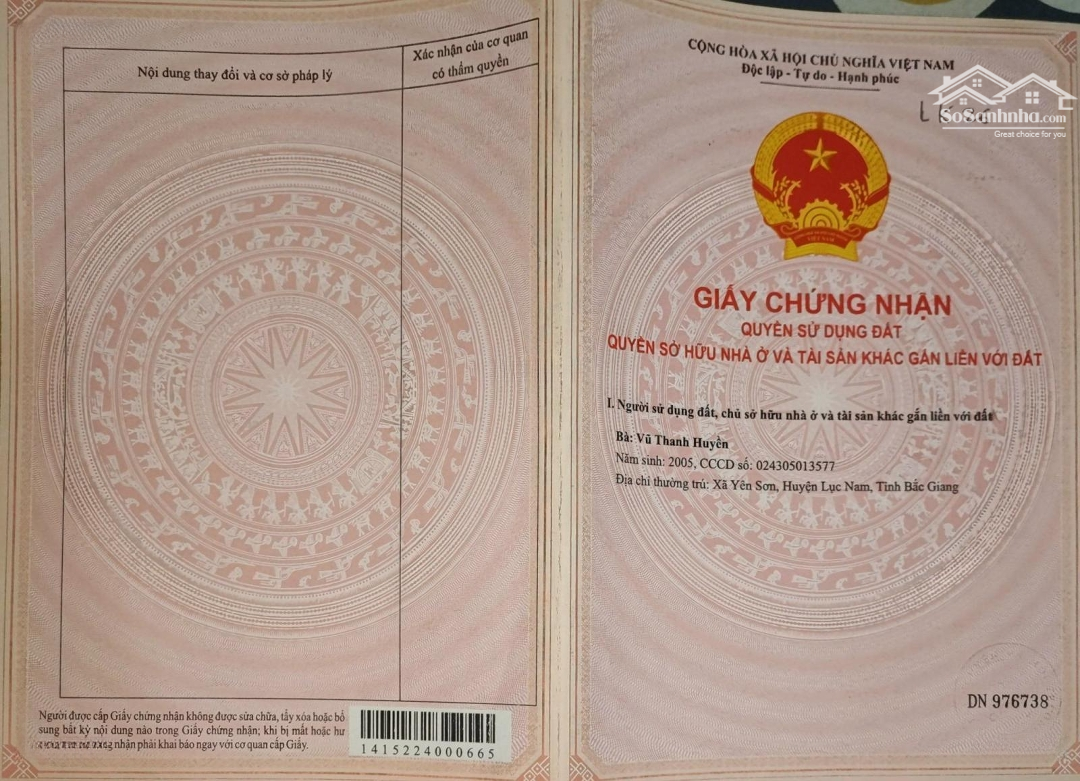 Nội dung thay đổi và cơ sở pháp lý
Xác nhận của cơ quan
có thẩm quyền
Người được cấp Giấy chứng nhận không được sửa chữa, tẩy xóa hoặc bổ
sung bất kỳ nội dung nào trong Giấy chứng nhận; khi bị mất hoặc hư
nhận phải khai báo ngay với cơ quan cấp Giấy.
1415224000665
CỘNG HÒA XÃ HỘI CHỦ NGHĨA VIỆT NAM
Độc lập - Tự do - Hạnh phúc
SoSanhnha.com
Great choice for you
GIẤY CHỨNG NHẬN
QUYỀN SỬ DỤNG ĐẤT
QUYỀN SỞ HỮU NHÀ Ở VÀ TÀI SẢN KHÁC GẮN LIỀN VỚI ĐẤT
I. Người sử dụng đất, chủ sở hữu nhà ở và tài sản khác gắn liền với đất
Bà: Vũ Thanh Huyền
Năm sinh: 2005, CCCD số: 024305013577
Địa chỉ thường trú: Xã Yên Sơn, Huyện Lục Nam, Tỉnh Bắc Giang
DN 976738